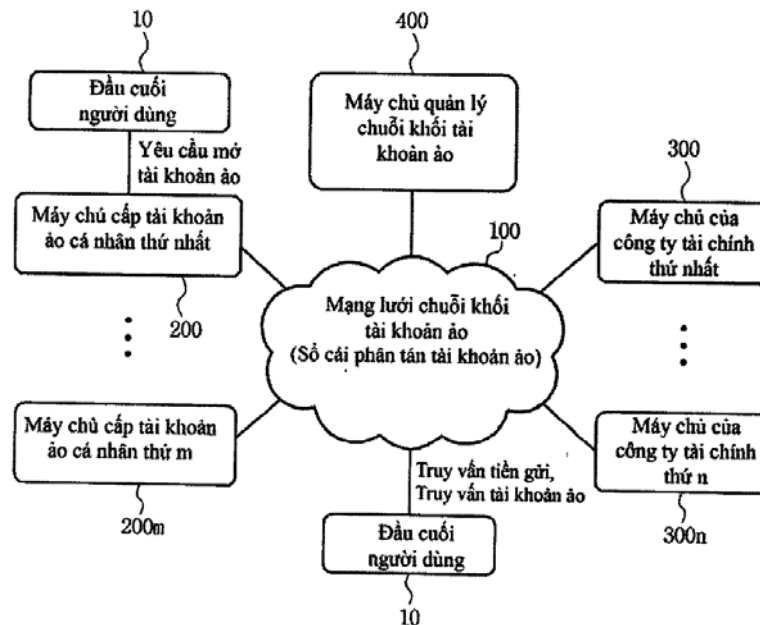 10
400
Đầu cuối
người dùng
Máy chủ quản lý
chuỗi khối tài
khoản ảo
Yêu cầu mở
tài khoản ảo
300
Máy chủ cấp tài khoản
ảo cá nhân thứ nhất
Máy chủ của
công ty tài chính
thứ nhất
100
200
Mạng lưới chuỗi khối
tài khoản ảo
(Sổ cái phân tán tài khoản ảo)
Máy chủ cấp tài khoản
ảo cá nhân thứ m
Máy chủ của
công ty tài chính
thứ n
Truy vấn tiền gửi,
Truy vấn tài khoản ảo
200m
300n
Đầu cuối
người dùng
10